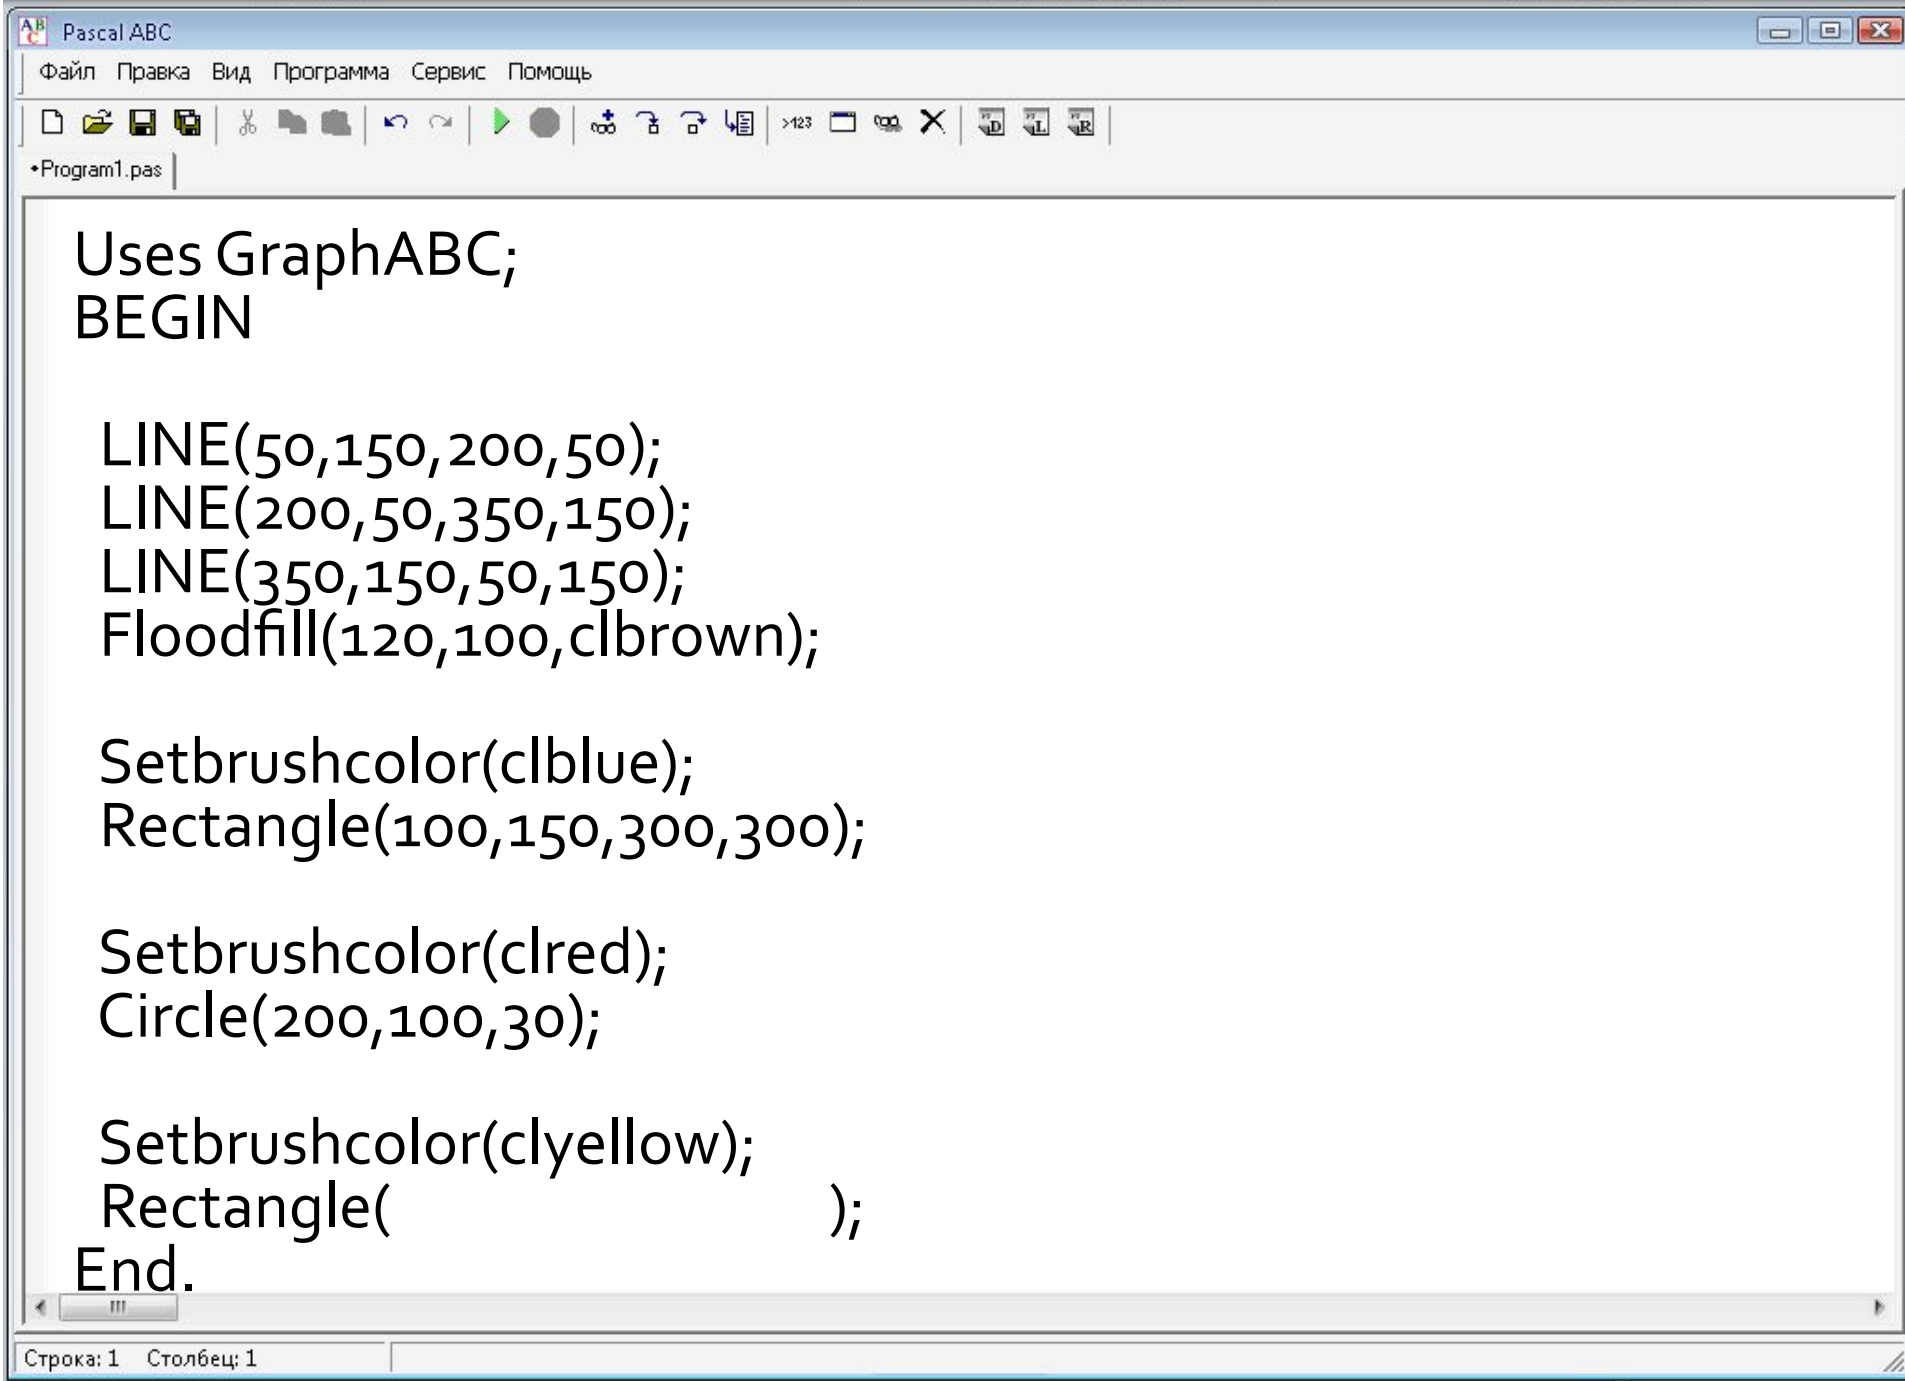 Pascal ABC
Файл Правка Вид Программа Сервис Помощь
>123
•Program1.pas
Uses GraphABC;
BEGIN
LINE(50,150,200,50);
LINE(200,50,350,150);
LINE(350,150,50,150);
Floodfill(120,100,clbrown);
Setbrushcolor(clblue);
Rectangle(100,150,300,300);
Setbrushcolor(clred);
Circle(200,100,30);
Setbrushcolor(clyellow);
Rectangle( );
End.
Строка: 1 Столбец: 1